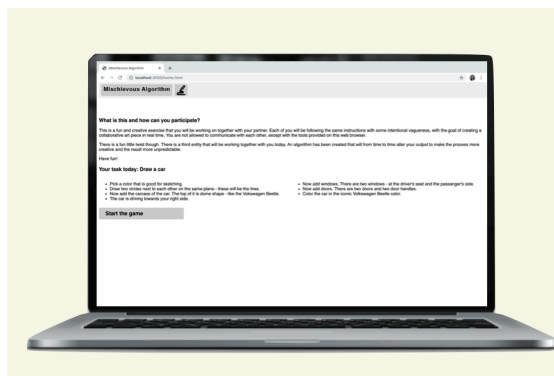 Mischievous Algorithm
localhost:3000/home.html
Mischievous Algorithm
What is this and how can you participate?
This is a fun and creative exercise that you will be working on together with your partner. Each of you will be following the same instructions with some intentional vagueness, with the goal of creating a
collaborative art piece in real time. You are not allowed to communicate with each other, except with the tools provided on this web browser.
There is a fun little twist though. There is a third entity that will be working together with you today. An algorithm has been created that will from time to time alter your output to make the process more
creative and the result more unpredictable.
Have fun!
Your task today: Draw a car
Pick a color that is good for sketching.
Draw two circles next to each other on the same plane - these will be the tires.
Now add the carcass of the car. The top of it is dome shape - like the Volkswagen Beetle.
The car is driving towards your right side.
Now add windows. There are two windows - at the driver's seat and the passanger's side.
Now add doors. There are two doors and two door handles.
Color the car in the iconic Volkswagen Beetle color.
Start the game